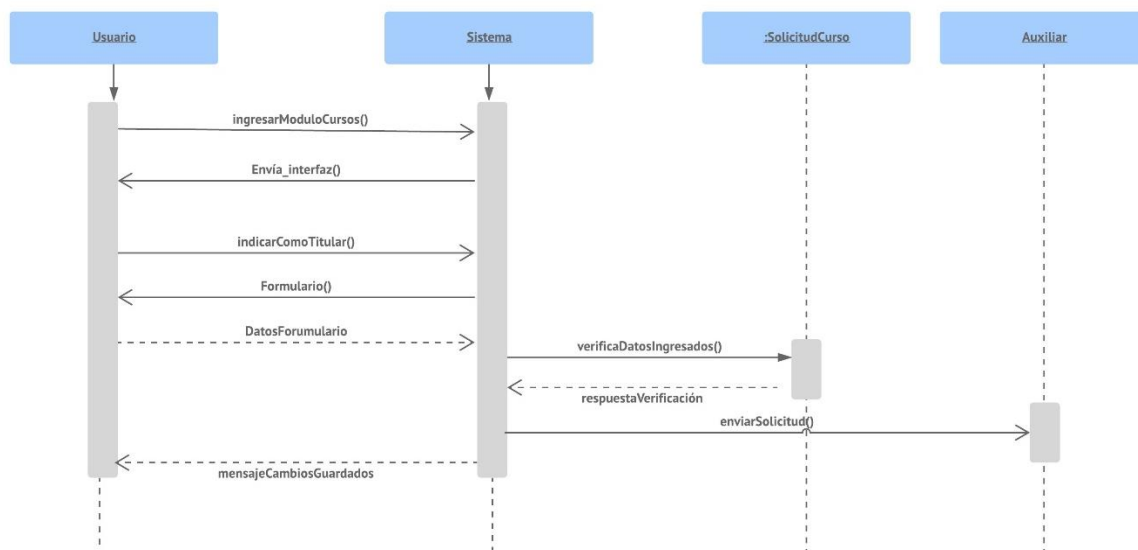 Usuario
Sistema
:SolicitudCurso
Auxiliar
ingresarModuloCursos()
Envía_interfaz()
indicarComoTitular()
Formulario()
DatosForumulario
verificaDatosIngresados()
respuestaVerificación
enviarSolicitud()
mensajeCambiosGuardados